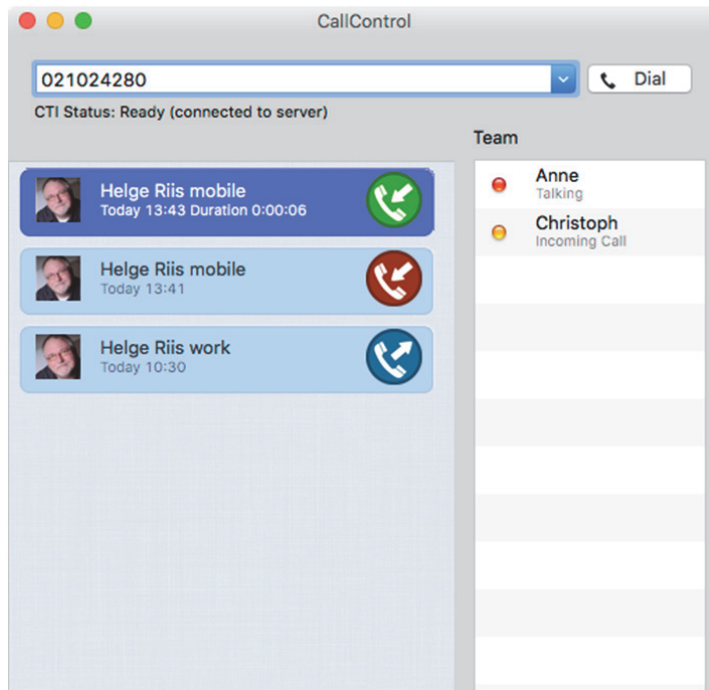 CallControl
021024280
Dial
CTI Status: Ready (connected to server)
Team
Helge Riis mobile
Today 13:43 Duration 0:00:06
Helge Riis mobile
Today 13:41
Helge Riis work
Today 10:30
Anne
Talking
Christoph
Incoming Call